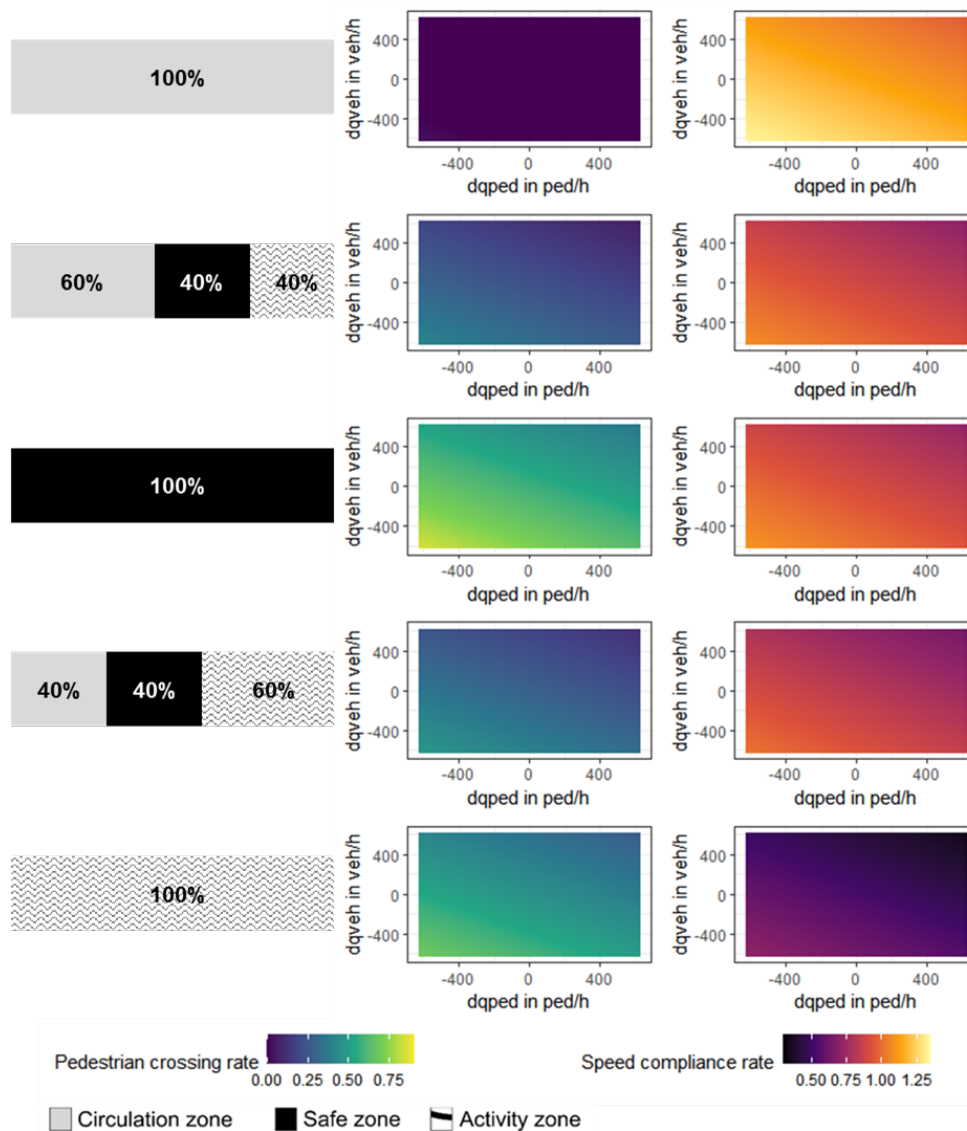 100%
dqveh in veh/h
400
0
-400
-400 0 400
dqped in ped/h
dqveh in veh/h
400
0
-400
-400 0 400
dqped in ped/h
60% 40% 40%
dqveh in veh/h
400
0
-400
-400 0 400
dqped in ped/h
dqveh in veh/h
400
0
-400
-400 0 400
dqped in ped/h
100%
dqveh in veh/h
400
0
-400
-400 0 400
dqped in ped/h
dqveh in veh/h
400
0
-400
-400 0 400
dqped in ped/h
40% 40% 60%
dqveh in veh/h
400
0
-400
-400 0 400
dqped in ped/h
dqveh in veh/h
400
0
-400
-400 0 400
dqped in ped/h
100%
dqveh in veh/h
400
0
-400
-400 0 400
dqped in ped/h
dqveh in veh/h
400
0
-400
-400 0 400
dqped in ped/h
Pedestrian crossing rate
0.00 0.25 0.50 0.75
Speed compliance rate
0.50 0.75 1.00 1.25
Circulation zone Safe zone Activity zone